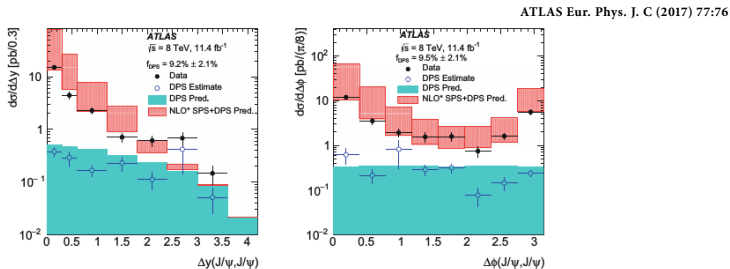 ATLAS Eur. Phys. J. C (2017) 77:76
dσ/dΔy [pb/0.3]
ATLAS
√s = 8 TeV, 11.4 fb⁻¹
f_DPS = 9.2% ± 2.1%
Data
DPS Estimate
DPS Pred.
NLO* SPS+DPS Pred.
10
1
10⁻¹
10⁻²
0 0.5 1 1.5 2 2.5 3 3.5 4
Δy(J/ψ,J/ψ)
dσ/dΔϕ [pb/(π/8)]
ATLAS
√s = 8 TeV, 11.4 fb⁻¹
f_DPS = 9.5% ± 2.1%
Data
DPS Estimate
DPS Pred.
NLO* SPS+DPS Pred.
10²
10
1
10⁻¹
10⁻²
0 0.5 1 1.5 2 2.5 3
Δϕ(J/ψ,J/ψ)